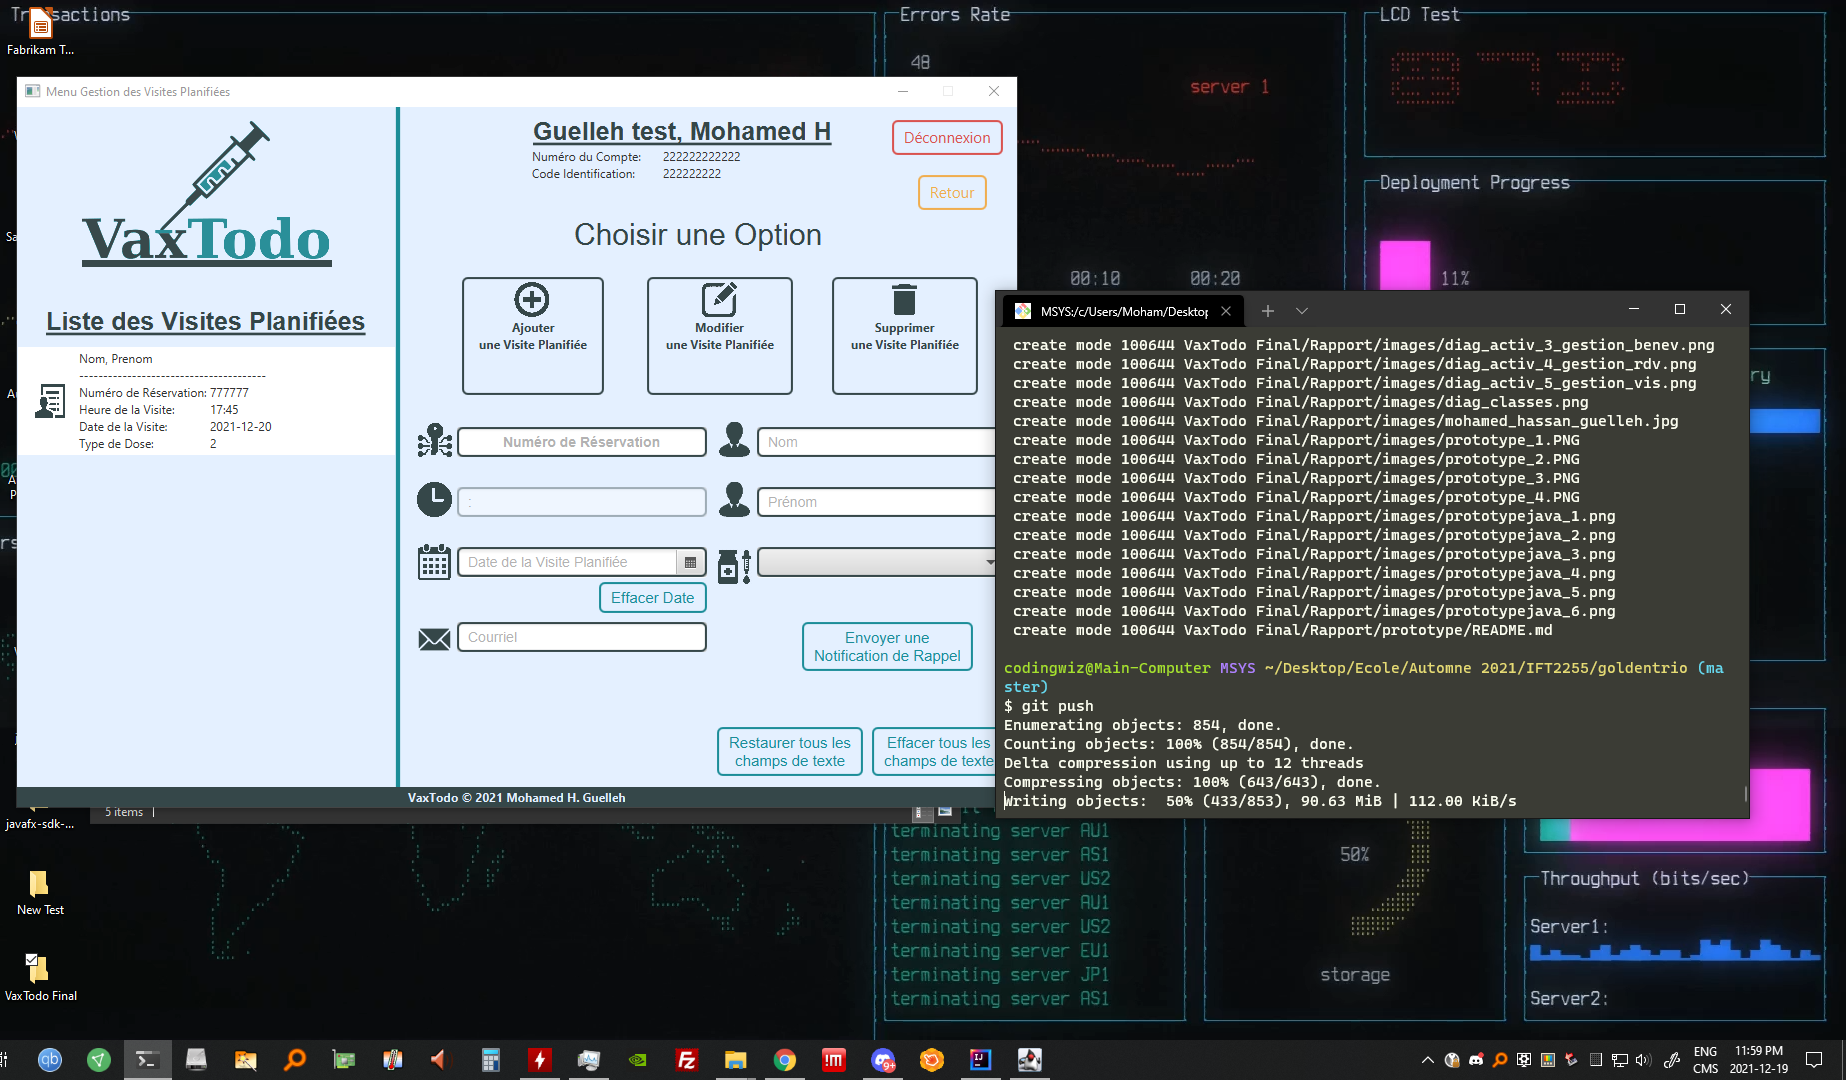 Errors Rate
LCD Test
Fabrikam T...
48
server 1
873
Menu Gestion des Visites Planifiées
VaxTodo
Guelleh test, Mohamed H
Numéro du Compte: 222222222222
Code Identification: 222222222
Déconnexion
Retour
Deployment Progress
11%
00:10 00:20
Choisir une Option
Ajouter
une Visite Planifiée
Modifier
une Visite Planifiée
Supprimer
une Visite Planifiée
Liste des Visites Planifiées
Nom, Prenom
---------------------------------------
Numéro de Réservation: 777777
Heure de la Visite: 17:45
Date de la Visite: 2021-12-20
Type de Dose: 2
Numéro de Réservation
Nom
:
Prénom
Date de la Visite Planifiée
Effacer Date
Courriel
Envoyer une
Notification de Rappel
Restaurer tous les
champs de texte
Effacer tous les
champs de texte
VaxTodo © 2021 Mohamed H. Guelleh
5 items
MSYS:/c/Users/Moham/Desktop
create mode 100644 VaxTodo Final/Rapport/images/diag_activ_3_gestion_benev.png
create mode 100644 VaxTodo Final/Rapport/images/diag_activ_4_gestion_rdv.png
create mode 100644 VaxTodo Final/Rapport/images/diag_activ_5_gestion_vis.png
create mode 100644 VaxTodo Final/Rapport/images/diag_classes.png
create mode 100644 VaxTodo Final/Rapport/images/mohamed_hassan_guelleh.jpg
create mode 100644 VaxTodo Final/Rapport/images/prototype_1.PNG
create mode 100644 VaxTodo Final/Rapport/images/prototype_2.PNG
create mode 100644 VaxTodo Final/Rapport/images/prototype_3.PNG
create mode 100644 VaxTodo Final/Rapport/images/prototype_4.PNG
create mode 100644 VaxTodo Final/Rapport/images/prototypejava_1.png
create mode 100644 VaxTodo Final/Rapport/images/prototypejava_2.png
create mode 100644 VaxTodo Final/Rapport/images/prototypejava_3.png
create mode 100644 VaxTodo Final/Rapport/images/prototypejava_4.png
create mode 100644 VaxTodo Final/Rapport/images/prototypejava_5.png
create mode 100644 VaxTodo Final/Rapport/images/prototypejava_6.png
create mode 100644 VaxTodo Final/Rapport/prototype/README.md
codingwiz@Main-Computer MSYS ~/Desktop/Ecole/Automne 2021/IFT2255/goldentrio (ma
ster)
$ git push
Enumerating objects: 854, done.
Counting objects: 100% (854/854), done.
Delta compression using up to 12 threads
Compressing objects: 100% (643/643), done.
Writing objects: 50% (433/853), 90.63 MiB | 112.00 KiB/s
javafx-sdk-...
New Test
VaxTodo Final
terminating server AU1
terminating server AS1
terminating server US2
terminating server AU1
terminating server US2
terminating server EU1
terminating server JP1
terminating server AS1
50%
storage
Throughput (bits/sec)
Server1:
Server2:
qb
Fz
!M
9+
IJ
ENG
CMS
11:59 PM
2021-12-19